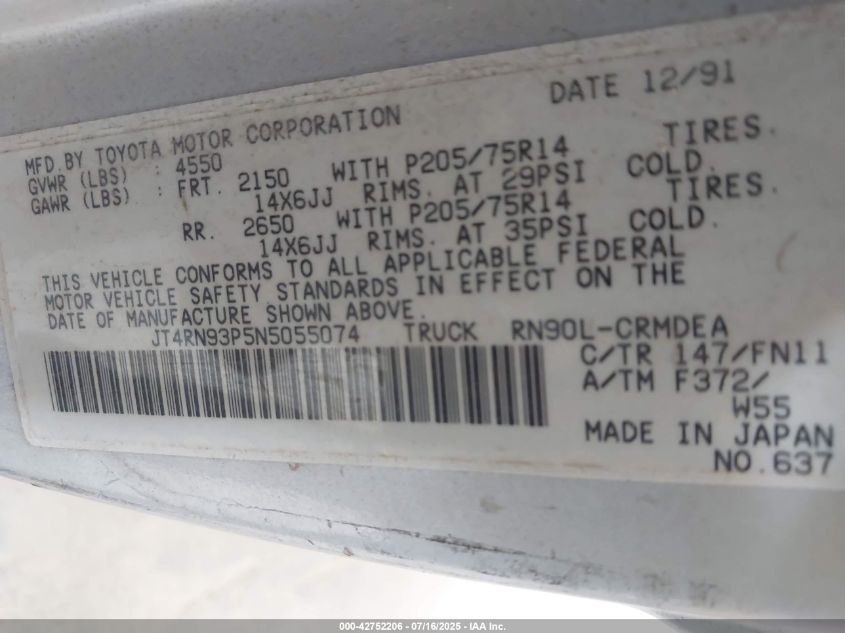 DATE 12/91
MFD.BY TOYOTA MOTOR CORPORATION
GVWR (LBS) : 4550
GAWR (LBS) : FRT. 2150 WITH P205/75R14 TIRES.
14X6JJ RIMS. AT 29PSI COLD.
RR. 2650 WITH P205/75R14 TIRES.
14X6JJ RIMS. AT 35PSI COLD.
THIS VEHICLE CONFORMS TO ALL APPLICABLE FEDERAL
MOTOR VEHICLE SAFETY STANDARDS IN EFFECT ON THE
DATE OF MANUFACTURE SHOWN ABOVE.
JT4RN93P5N5055074 TRUCK RN90L-CRMDEA
C/TR 147/FN11
A/TM F372/
W55
MADE IN JAPAN
NO.637
000-42752206 - 07/16/2025 - IAA Inc.